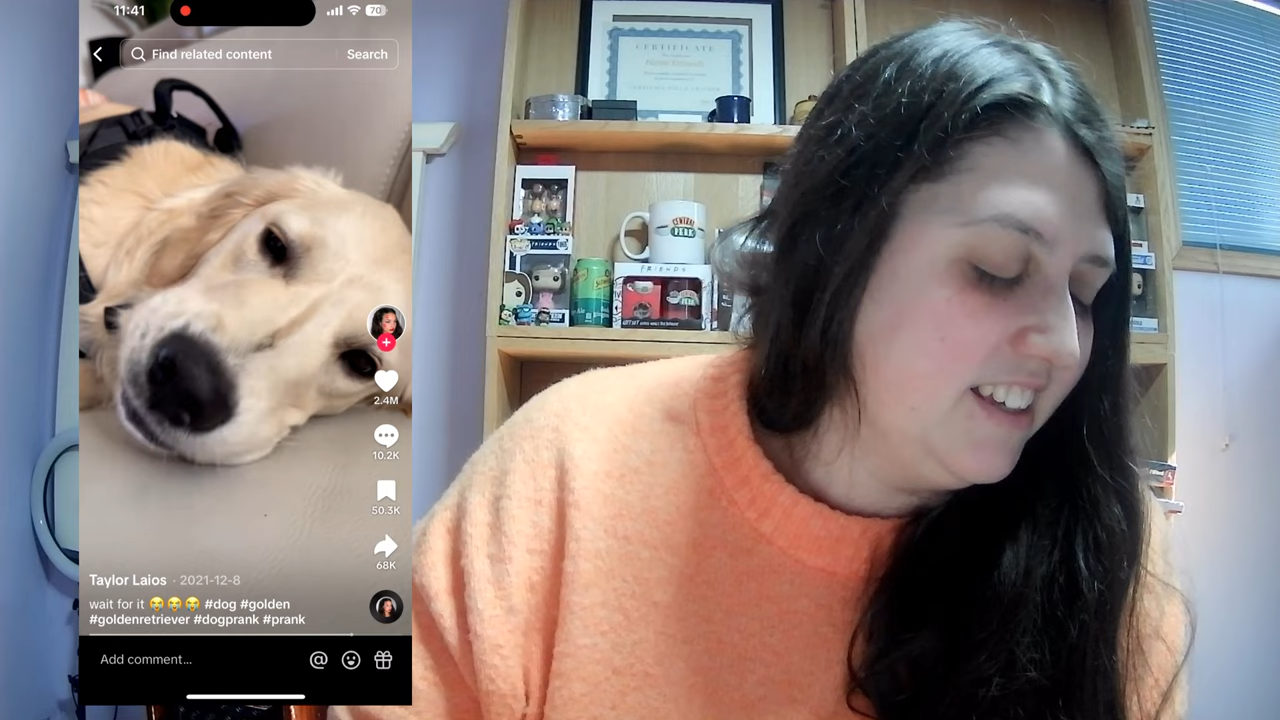 11:41
70
Find related content
Search
2.4M
10.2K
50.3K
68K
Taylor Laios · 2021-12-8
wait for it 😭😭😭 #dog #golden
#goldenretriever #dogprank #prank
Add comment...
CERTIFICATE
CENTRAL
PERK
FRIENDS
FRIENDS